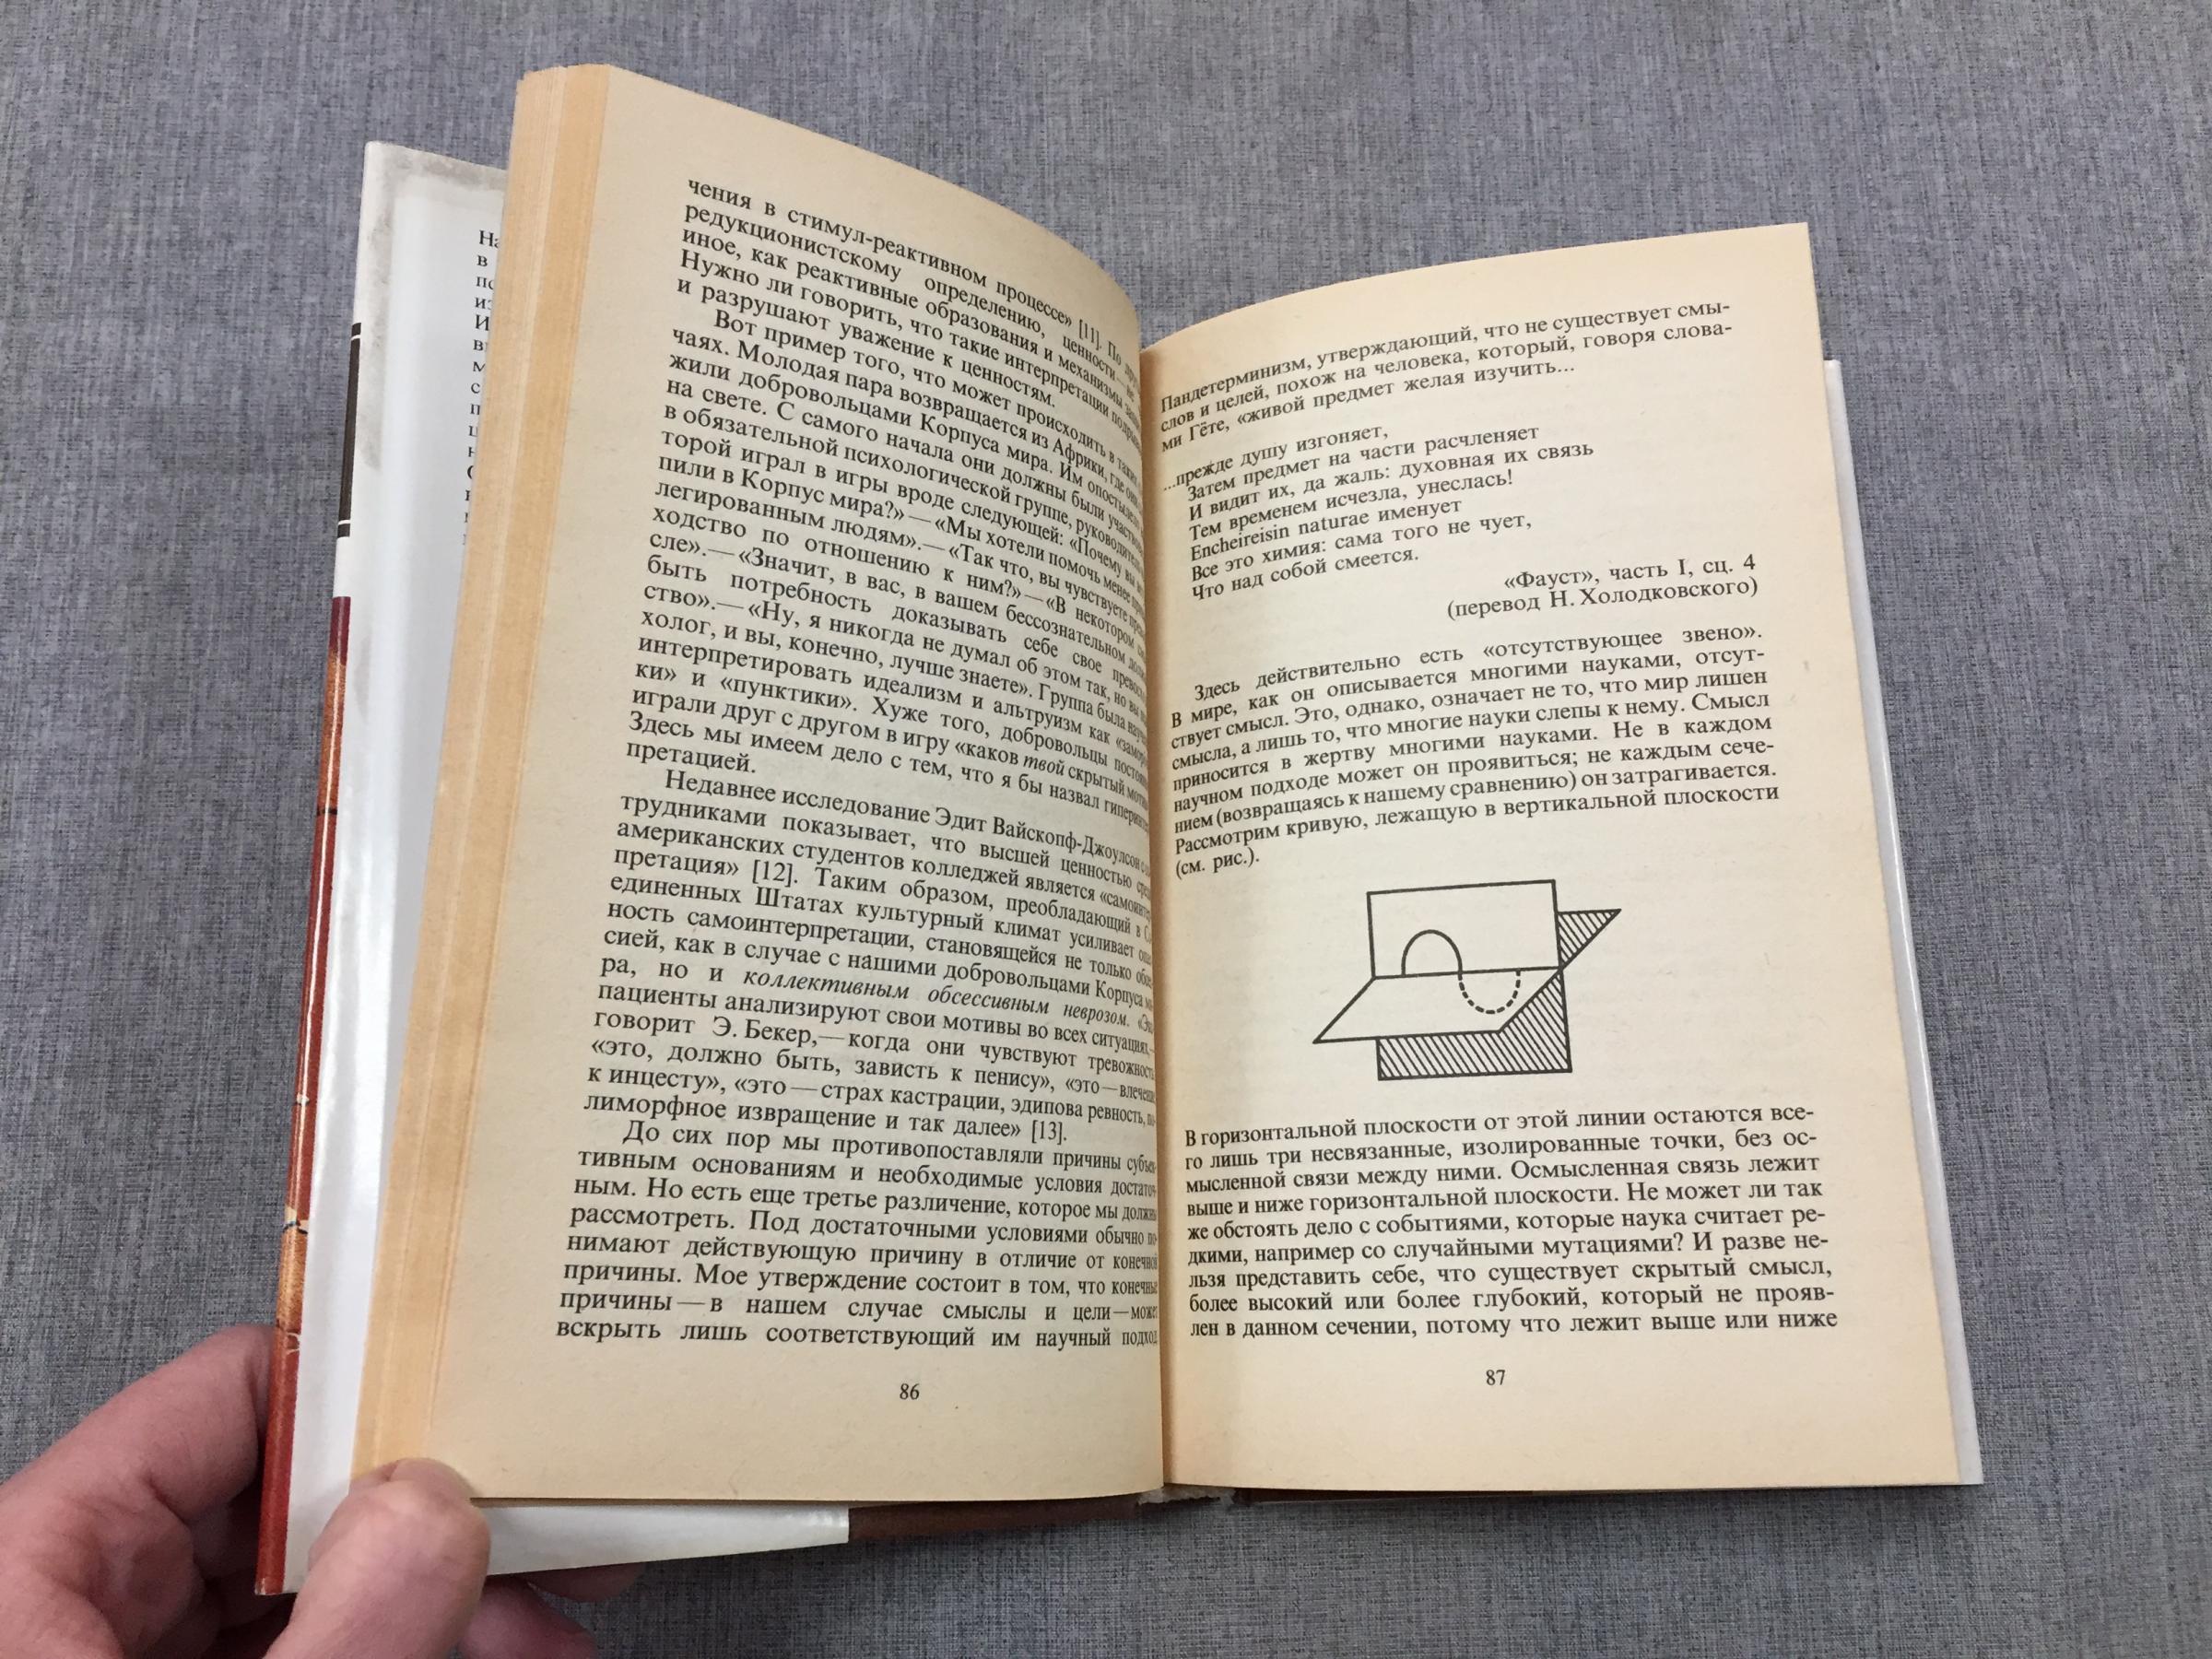 чения в стимул-реактивном процессе» [11]. По
редукционистскому определению, ценности — не
иное, как реактивные образования и механизмы
Нужно ли говорить, что такие интерпретации
и разрушают уважение к ценностям.
Вот пример того, что может происходить в таких
чаях. Молодая пара возвращается из Африки, где они
жили добровольцами Корпуса мира. Им опостылело
на свете. С самого начала они должны были
в обязательной психологической группе, руководитель
торой играл в игры вроде следующей: «Почему вы
пили в Корпус мира?» — «Мы хотели помочь менее
легированным людям».— «Так что, вы чувствуете
ходство по отношению к ним?» — «В некотором
сле».— «Значит, в вас, в вашем бессознательном
быть потребность доказывать себе свое
ство».— «Ну, я никогда не думал об этом так, но вы
холог, и вы, конечно, лучше знаете». Группа была
интерпретировать идеализм и альтруизм как
ки» и «пунктики». Хуже того, добровольцы
играли друг с другом в игру «каков твой скрытый
Здесь мы имеем дело с тем, что я бы назвал
претацией.
Недавнее исследование Эдит Вайскопф-Джоулсон с
трудниками показывает, что высшей ценностью
американских студентов колледжей является
претация» [12]. Таким образом, преобладающий в
единенных Штатах культурный климат усиливает
ность самоинтерпретации, становящейся не только
сией, как в случае с нашими добровольцами Корпуса
ра, но и коллективным обсессивным неврозом.
пациенты анализируют свои мотивы во всех ситуациях,—
говорит Э. Бекер,— когда они чувствуют тревожность:
«это, должно быть, зависть к пенису», «это — влечение
к инцесту», «это — страх кастрации, эдипова ревность,
лиморфное извращение и так далее» [13].
До сих пор мы противопоставляли причины
тивным основаниям и необходимые условия
ным. Но есть еще третье различение, которое мы должны
рассмотреть. Под достаточными условиями обычно
нимают действующую причину в отличие от конечной
причины. Мое утверждение состоит в том, что конечные
причины — в нашем случае смыслы и цели — может
вскрыть лишь соответствующий им научный подход
86
Пандетерминизм, утверждающий, что не существует смы-
слов и целей, похож на человека, который, говоря слова-
ми Гёте, «живой предмет желая изучить...
...прежде душу изгоняет,
Затем предмет на части расчленяет
И видит их, да жаль: духовная их связь
Тем временем исчезла, унеслась!
Encheireisin naturae именует
Все это химия: сама того не чует,
Что над собой смеется.
«Фауст», часть I, сц. 4
(перевод Н. Холодковского)
Здесь действительно есть «отсутствующее звено».
В мире, как он описывается многими науками, отсут-
ствует смысл. Это, однако, означает не то, что мир лишен
смысла, а лишь то, что многие науки слепы к нему. Смысл
приносится в жертву многими науками. Не в каждом
научном подходе может он проявиться; не каждым сече-
нием (возвращаясь к нашему сравнению) он затрагивается.
Рассмотрим кривую, лежащую в вертикальной плоскости
(см. рис.).
В горизонтальной плоскости от этой линии остаются все-
го лишь три несвязанные, изолированные точки, без ос-
мысленной связи между ними. Осмысленная связь лежит
выше и ниже горизонтальной плоскости. Не может ли так
же обстоять дело с событиями, которые наука считает ре-
дкими, например со случайными мутациями? И разве не-
льзя представить себе, что существует скрытый смысл,
более высокий или более глубокий, который не прояв-
лен в данном сечении, потому что лежит выше или ниже
87